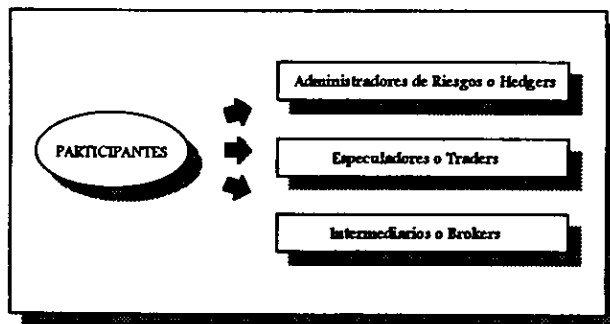 PARTICIPANTES
Administradores de Riesgos o Hedgers
Especuladores o Traders
Intermediarios o Brokers